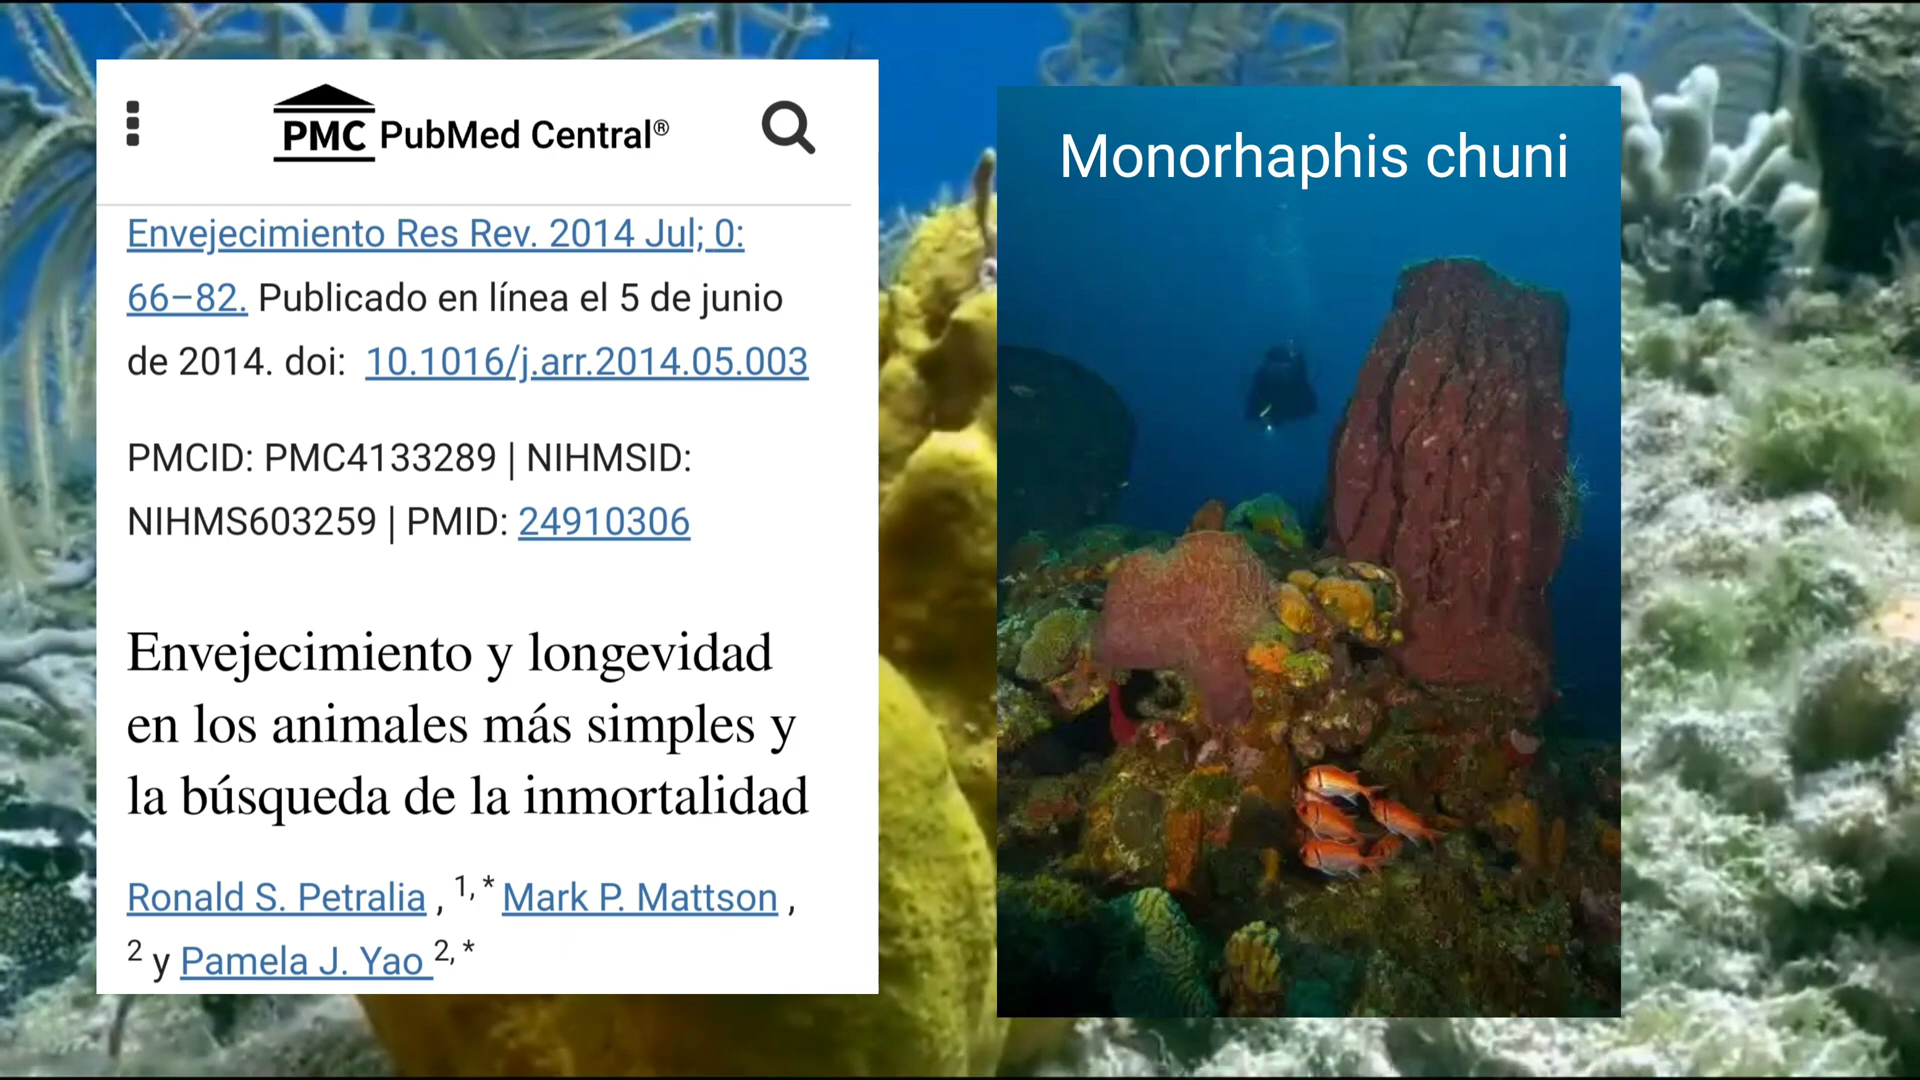 PMC PubMed Central®
Envejecimiento Res Rev. 2014 Jul; 0:
66–82. Publicado en línea el 5 de junio
de 2014. doi: 10.1016/j.arr.2014.05.003
PMCID: PMC4133289 | NIHMSID:
NIHMS603259 | PMID: 24910306
Envejecimiento y longevidad
en los animales más simples y
la búsqueda de la inmortalidad
Ronald S. Petralia , 1, * Mark P. Mattson ,
2 y Pamela J. Yao 2, *
Monorhaphis chuni